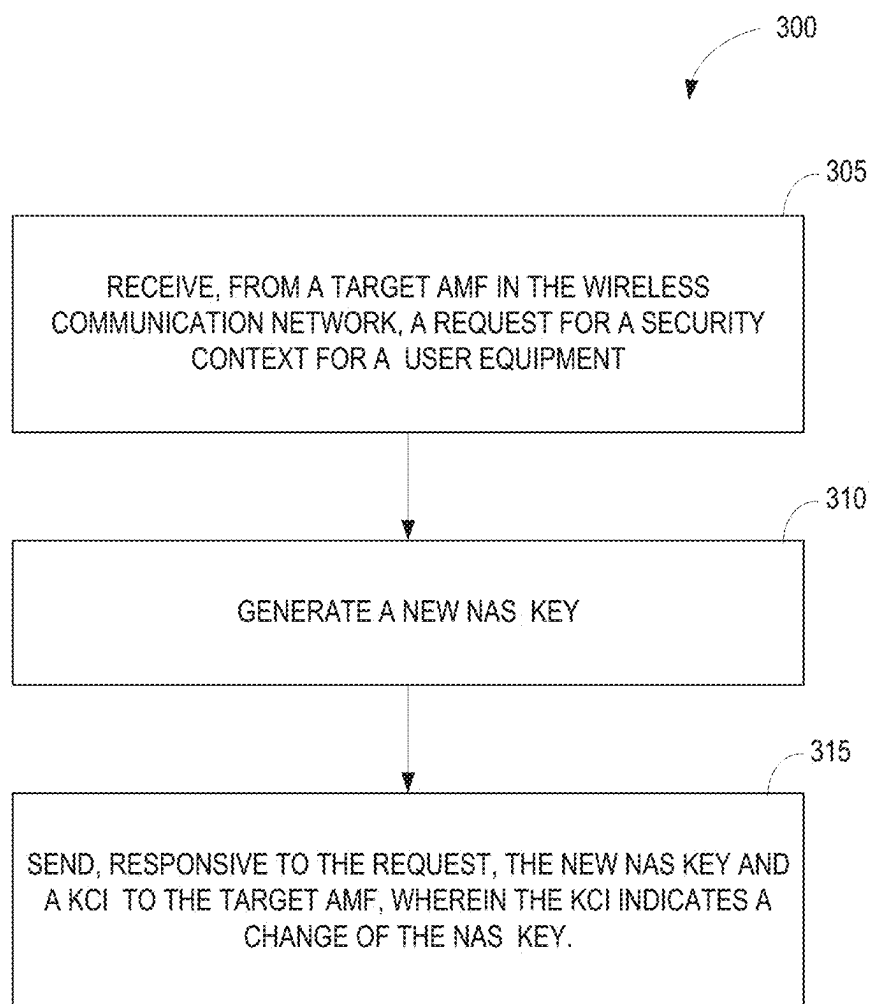 300
305
RECEIVE, FROM A TARGET AMF IN THE WIRELESS
COMMUNICATION NETWORK, A REQUEST FOR A SECURITY
CONTEXT FOR A USER EQUIPMENT
310
GENERATE A NEW NAS KEY
315
SEND, RESPONSIVE TO THE REQUEST, THE NEW NAS KEY AND
A KCI TO THE TARGET AMF, WHEREIN THE KCI INDICATES A
CHANGE OF THE NAS KEY.